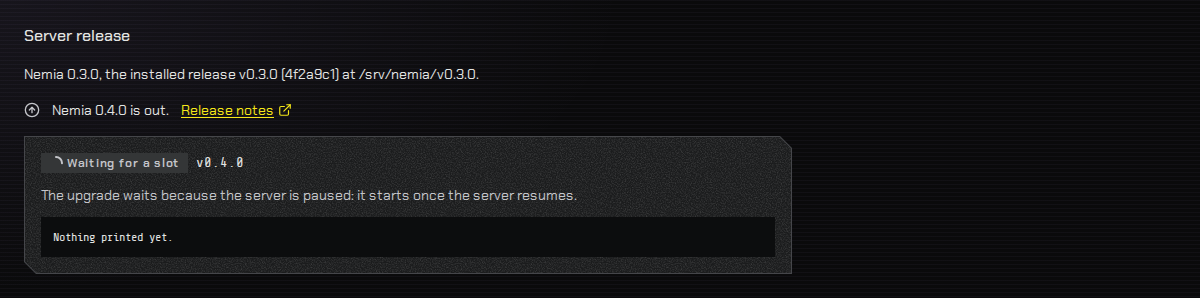 Server release
Nemia 0.3.0, the installed release v0.3.0 (4f2a9c1) at /srv/nemia/v0.3.0.
Nemia 0.4.0 is out. Release notes
Waiting for a slot v0.4.0
The upgrade waits because the server is paused: it starts once the server resumes.
Nothing printed yet.